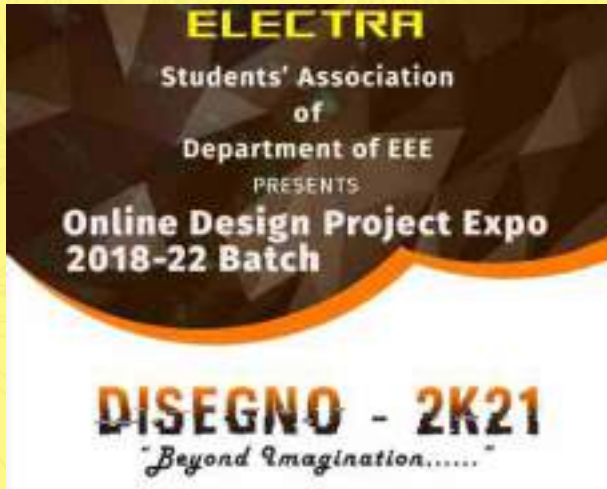 ELECTRA
Students' Association
of
Department of EEE
PRESENTS
Online Design Project Expo
2018-22 Batch
DISEGNO - 2K21
"Beyond Imagination......"